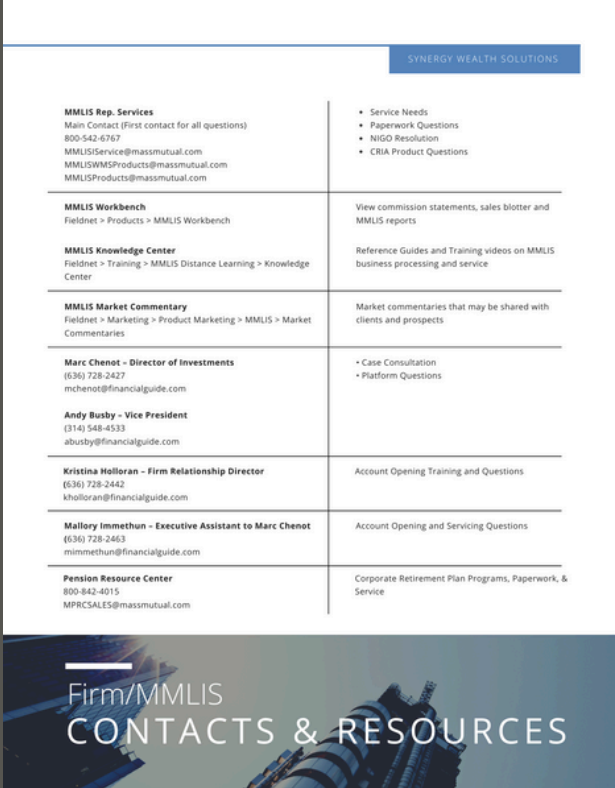 SYNERGY WEALTH SOLUTIONS
MMLIS Rep. Services
Main Contact (First contact for all questions)
800-542-6767
MMLISIService@massmutual.com
MMLISWMSProducts@massmutual.com
MMLISProducts@massmutual.com
• Service Needs
• Paperwork Questions
• NIGO Resolution
• CRIA Product Questions
MMLIS Workbench
Fieldnet > Products > MMLIS Workbench
View commission statements, sales blotter and
MMLIS reports
MMLIS Knowledge Center
Fieldnet > Training > MMLIS Distance Learning > Knowledge
Center
Reference Guides and Training videos on MMLIS
business processing and service
MMLIS Market Commentary
Fieldnet > Marketing > Product Marketing > MMLIS > Market
Commentaries
Market commentaries that may be shared with
clients and prospects
Marc Chenot – Director of Investments
(636) 728-2427
mchenot@financialguide.com
• Case Consultation
• Platform Questions
Andy Busby – Vice President
(314) 548-4533
abusby@financialguide.com
Kristina Holloran – Firm Relationship Director
(636) 728-2442
kholloran@financialguide.com
Account Opening Training and Questions
Mallory Immethun – Executive Assistant to Marc Chenot
(636) 728-2463
mimmethun@financialguide.com
Account Opening and Servicing Questions
Pension Resource Center
800-842-4015
MPRCSALES@massmutual.com
Corporate Retirement Plan Programs, Paperwork, &
Service
Firm/MMLIS
CONTACTS & RESOURCES